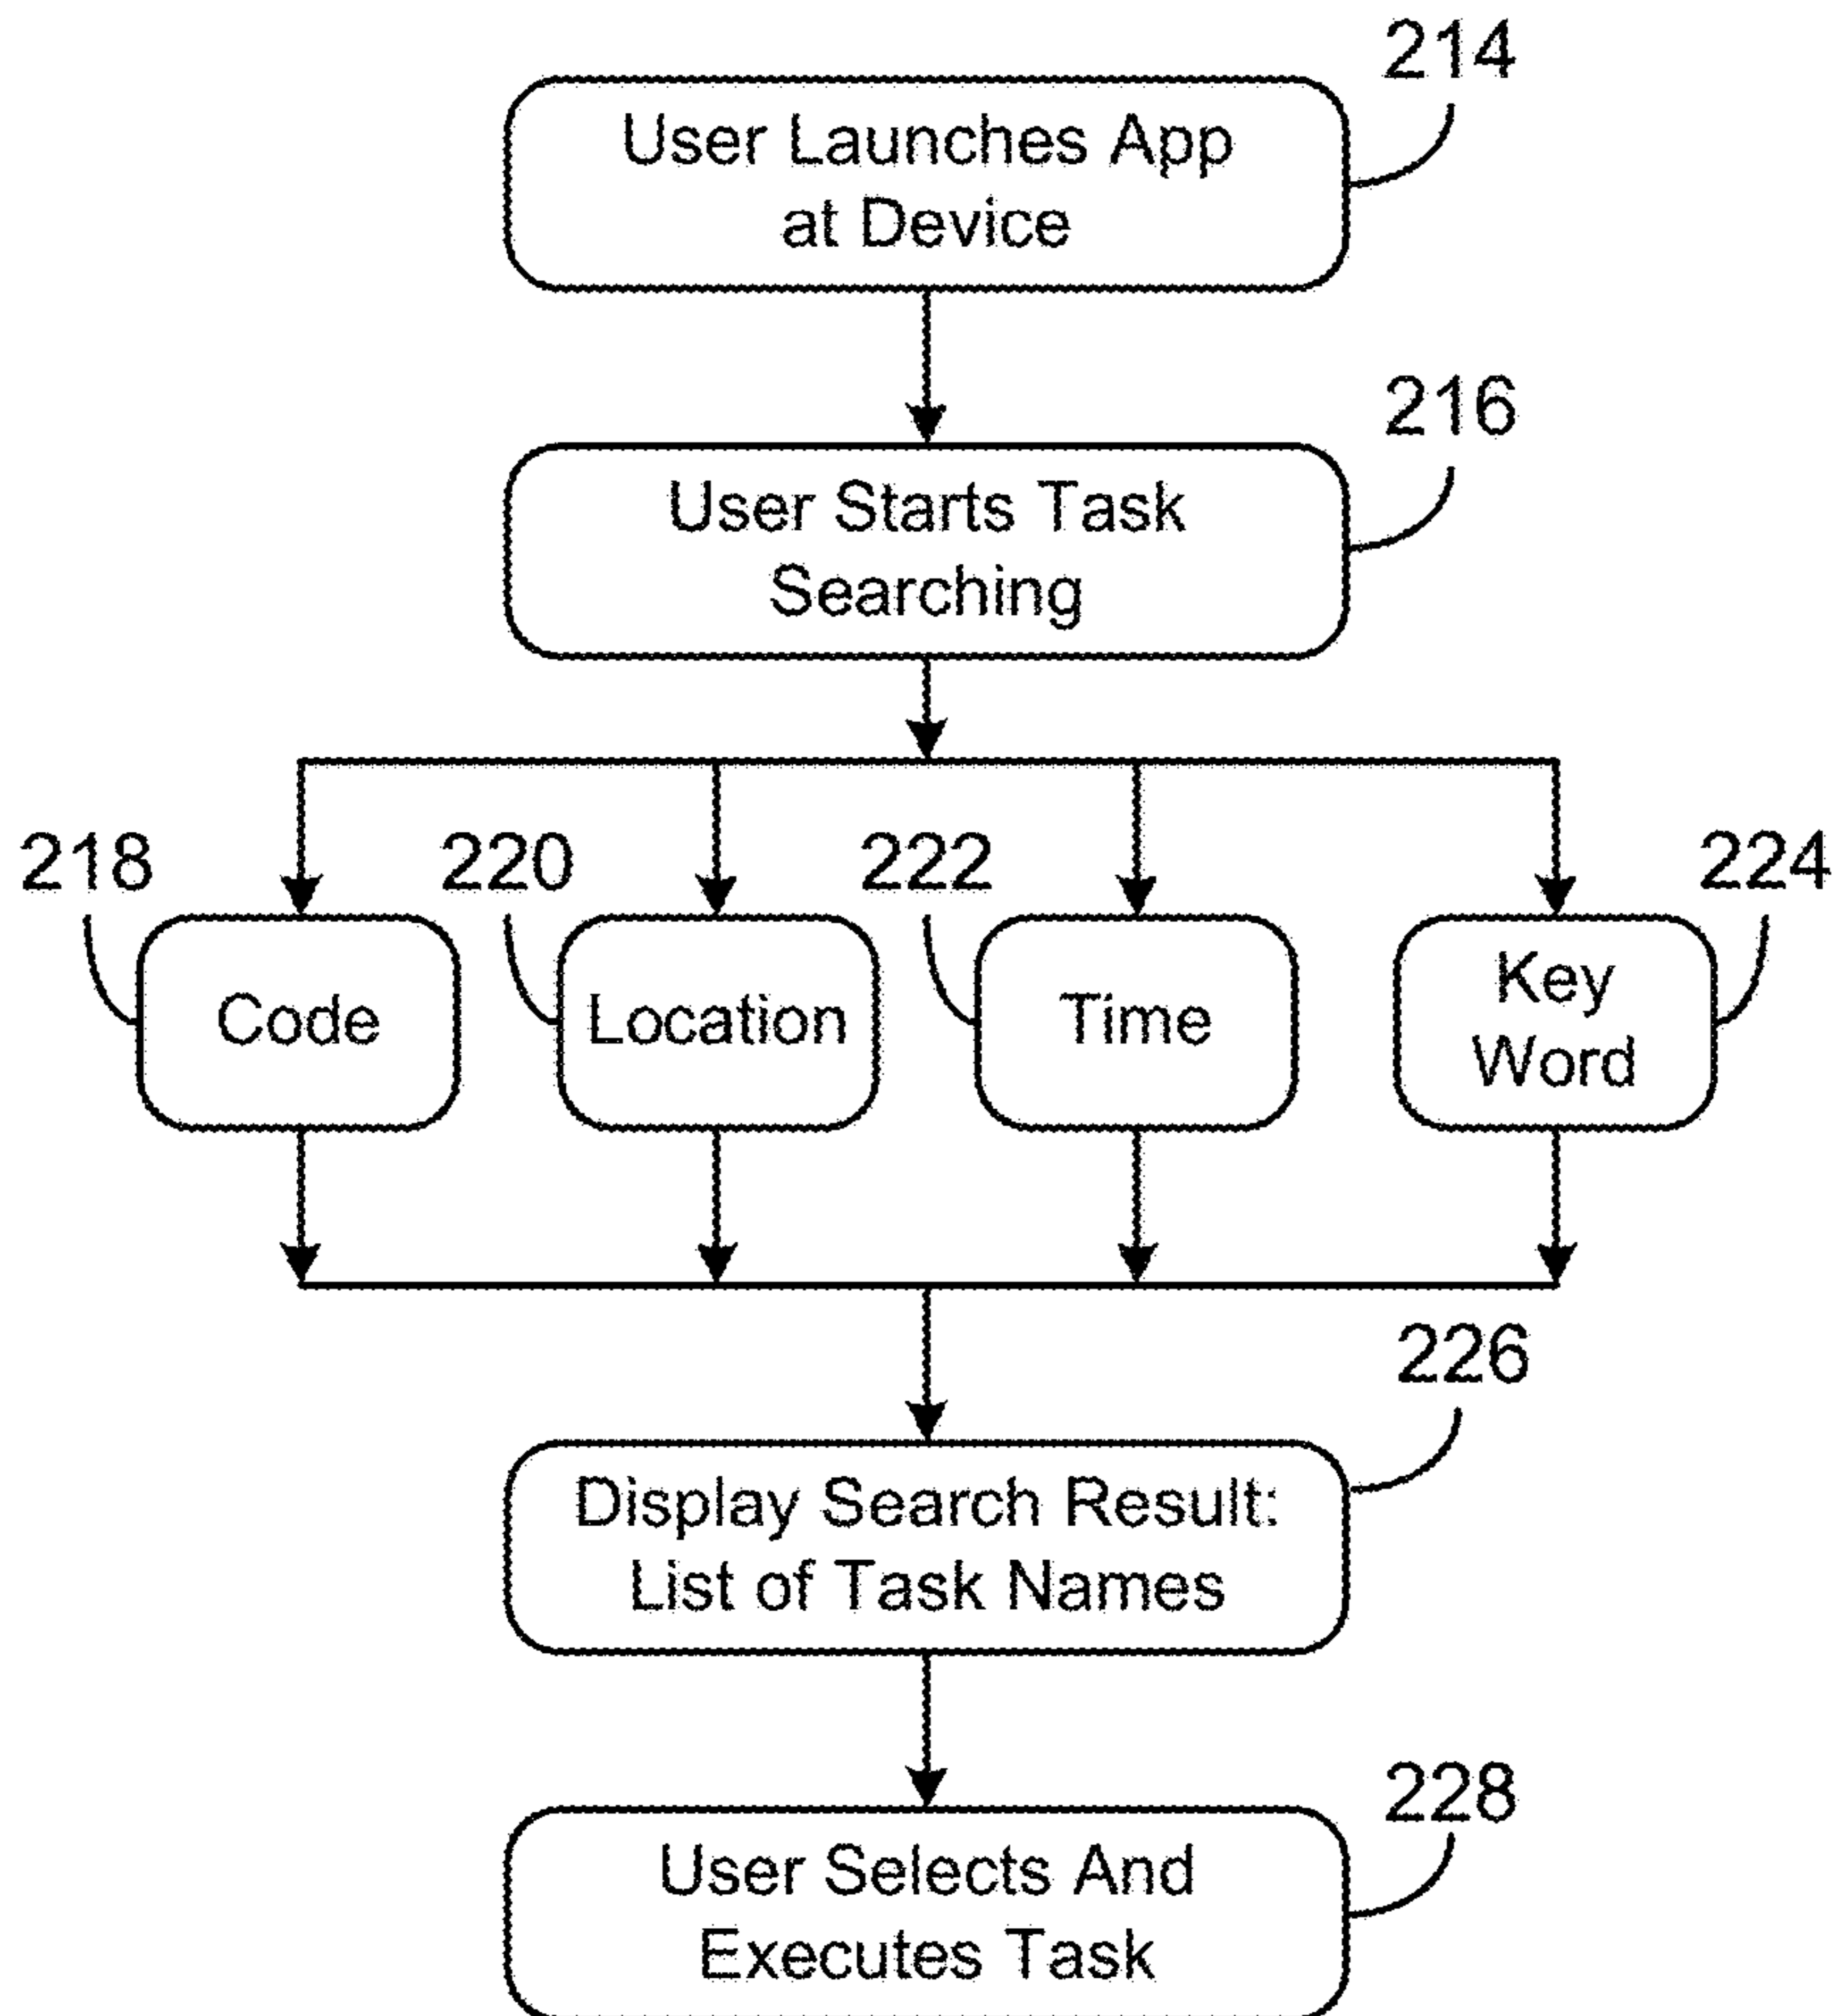 214
User Launches App
at Device
216
User Starts Task
Searching
218
220
222
224
Code
Location
Time
Key
Word
226
Display Search Result:
List of Task Names
228
User Selects And
Executes Task